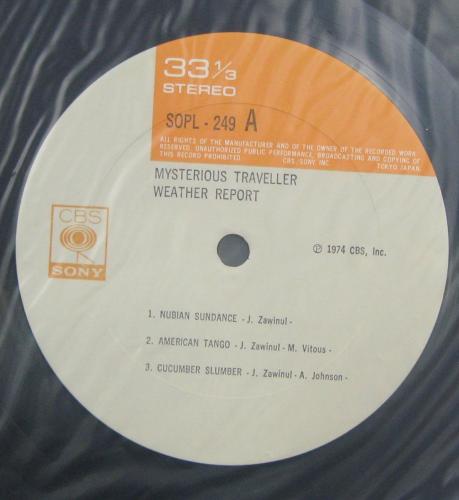 33 1/3
STEREO
SOPL - 249 A
ALL RIGHTS OF THE MANUFACTURER AND OF THE OWNER OF THE RECORDED WORK
RESERVED. UNAUTHORIZED PUBLIC PERFORMANCE, BROADCASTING AND COPYING OF
THIS RECORD PROHIBITED. CBS/SONY INC. TOKYO JAPAN.
MYSTERIOUS TRAVELLER
WEATHER REPORT
CBS
SONY
Ⓟ 1974 CBS, Inc.
1. NUBIAN SUNDANCE - J. Zawinul -
2. AMERICAN TANGO - J. Zawinul - M. Vitous -
3. CUCUMBER SLUMBER - J. Zawinul - A. Johnson -